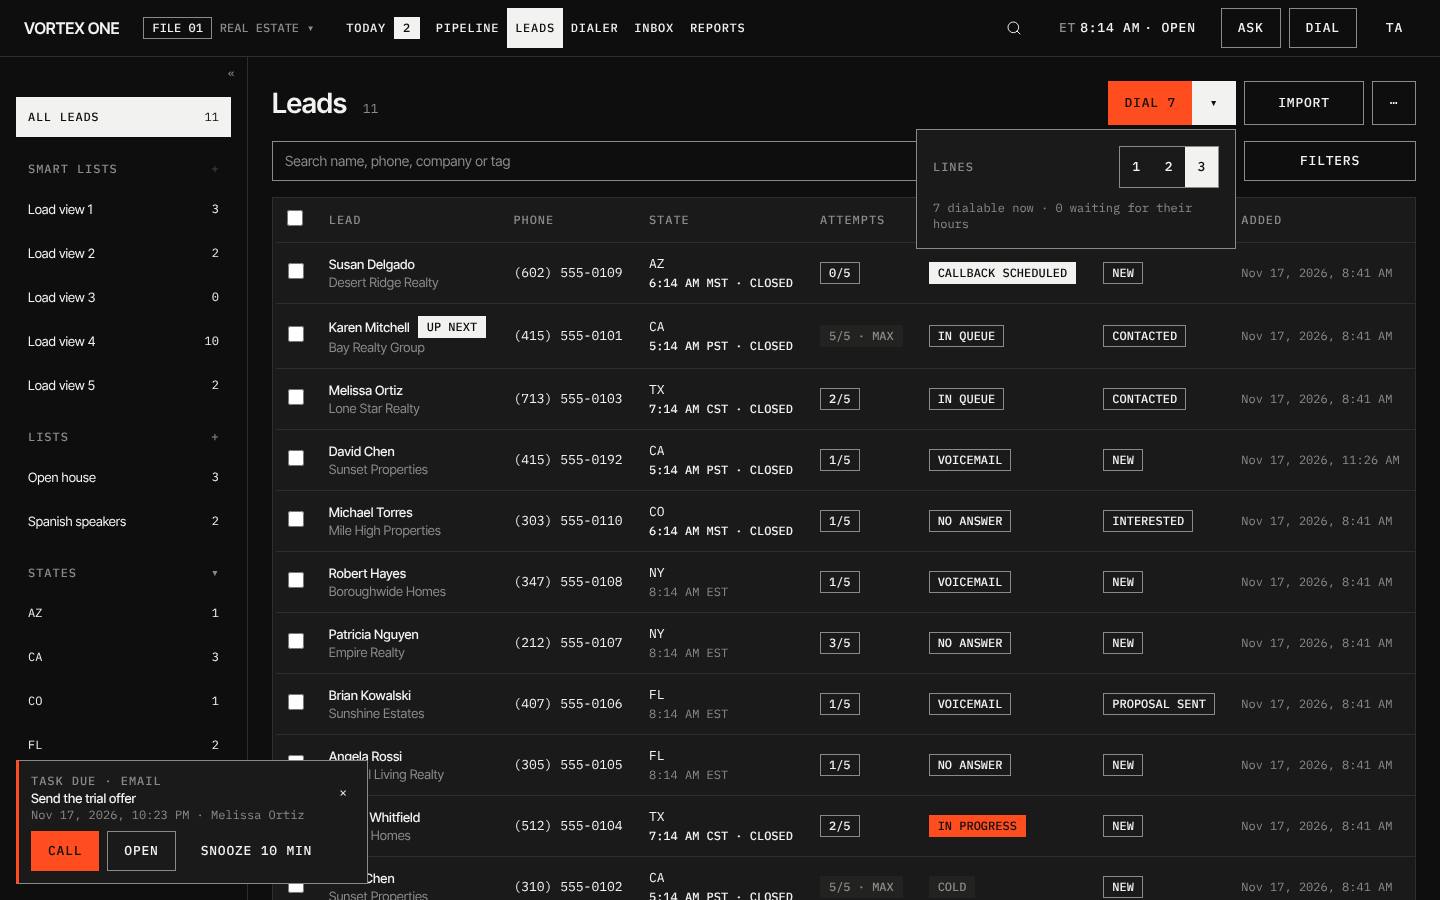 VORTEX ONE
FILE 01 REAL ESTATE ▾
TODAY 2 PIPELINE LEADS DIALER INBOX REPORTS
ET 8:14 AM · OPEN
ASK DIAL TA
«
ALL LEADS 11
SMART LISTS +
Load view 1 3
Load view 2 2
Load view 3 0
Load view 4 10
Load view 5 2
LISTS +
Open house 3
Spanish speakers 2
STATES ▾
AZ 1
CA 3
CO 1
FL 2
Leads 11
DIAL 7 ▾ IMPORT ⋯
Search name, phone, company or tag
FILTERS
LINES 1 2 3
7 dialable now · 0 waiting for their
hours
LEAD PHONE STATE ATTEMPTS ADDED
Susan Delgado
Desert Ridge Realty
(602) 555-0109
AZ
6:14 AM MST · CLOSED
0/5 CALLBACK SCHEDULED NEW Nov 17, 2026, 8:41 AM
Karen Mitchell UP NEXT
Bay Realty Group
(415) 555-0101
CA
5:14 AM PST · CLOSED
5/5 · MAX IN QUEUE CONTACTED Nov 17, 2026, 8:41 AM
Melissa Ortiz
Lone Star Realty
(713) 555-0103
TX
7:14 AM CST · CLOSED
2/5 IN QUEUE CONTACTED Nov 17, 2026, 8:41 AM
David Chen
Sunset Properties
(415) 555-0192
CA
5:14 AM PST · CLOSED
1/5 VOICEMAIL NEW Nov 17, 2026, 11:26 AM
Michael Torres
Mile High Properties
(303) 555-0110
CO
6:14 AM MST · CLOSED
1/5 NO ANSWER INTERESTED Nov 17, 2026, 8:41 AM
Robert Hayes
Boroughwide Homes
(347) 555-0108
NY
8:14 AM EST
1/5 VOICEMAIL NEW Nov 17, 2026, 8:41 AM
Patricia Nguyen
Empire Realty
(212) 555-0107
NY
8:14 AM EST
3/5 NO ANSWER NEW Nov 17, 2026, 8:41 AM
Brian Kowalski
Sunshine Estates
(407) 555-0106
FL
8:14 AM EST
1/5 VOICEMAIL PROPOSAL SENT Nov 17, 2026, 8:41 AM
Angela Rossi
Living Realty
(305) 555-0105
FL
8:14 AM EST
1/5 NO ANSWER NEW Nov 17, 2026, 8:41 AM
Whitfield
Homes
(512) 555-0104
TX
7:14 AM CST · CLOSED
2/5 IN PROGRESS NEW Nov 17, 2026, 8:41 AM
Chen
Sunset Properties
(310) 555-0102
CA
5:14 AM PST · CLOSED
5/5 · MAX COLD NEW Nov 17, 2026, 8:41 AM
TASK DUE · EMAIL
Send the trial offer
Nov 17, 2026, 10:23 PM · Melissa Ortiz
×
CALL OPEN SNOOZE 10 MIN